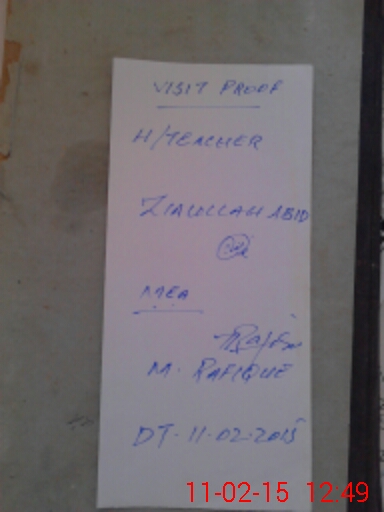 VISIT PROOF
H/TEACHER
ZIAULLAH ABID
MEA
M. RAFIQUE
DT-11-02-2015
11-02-15 12:49